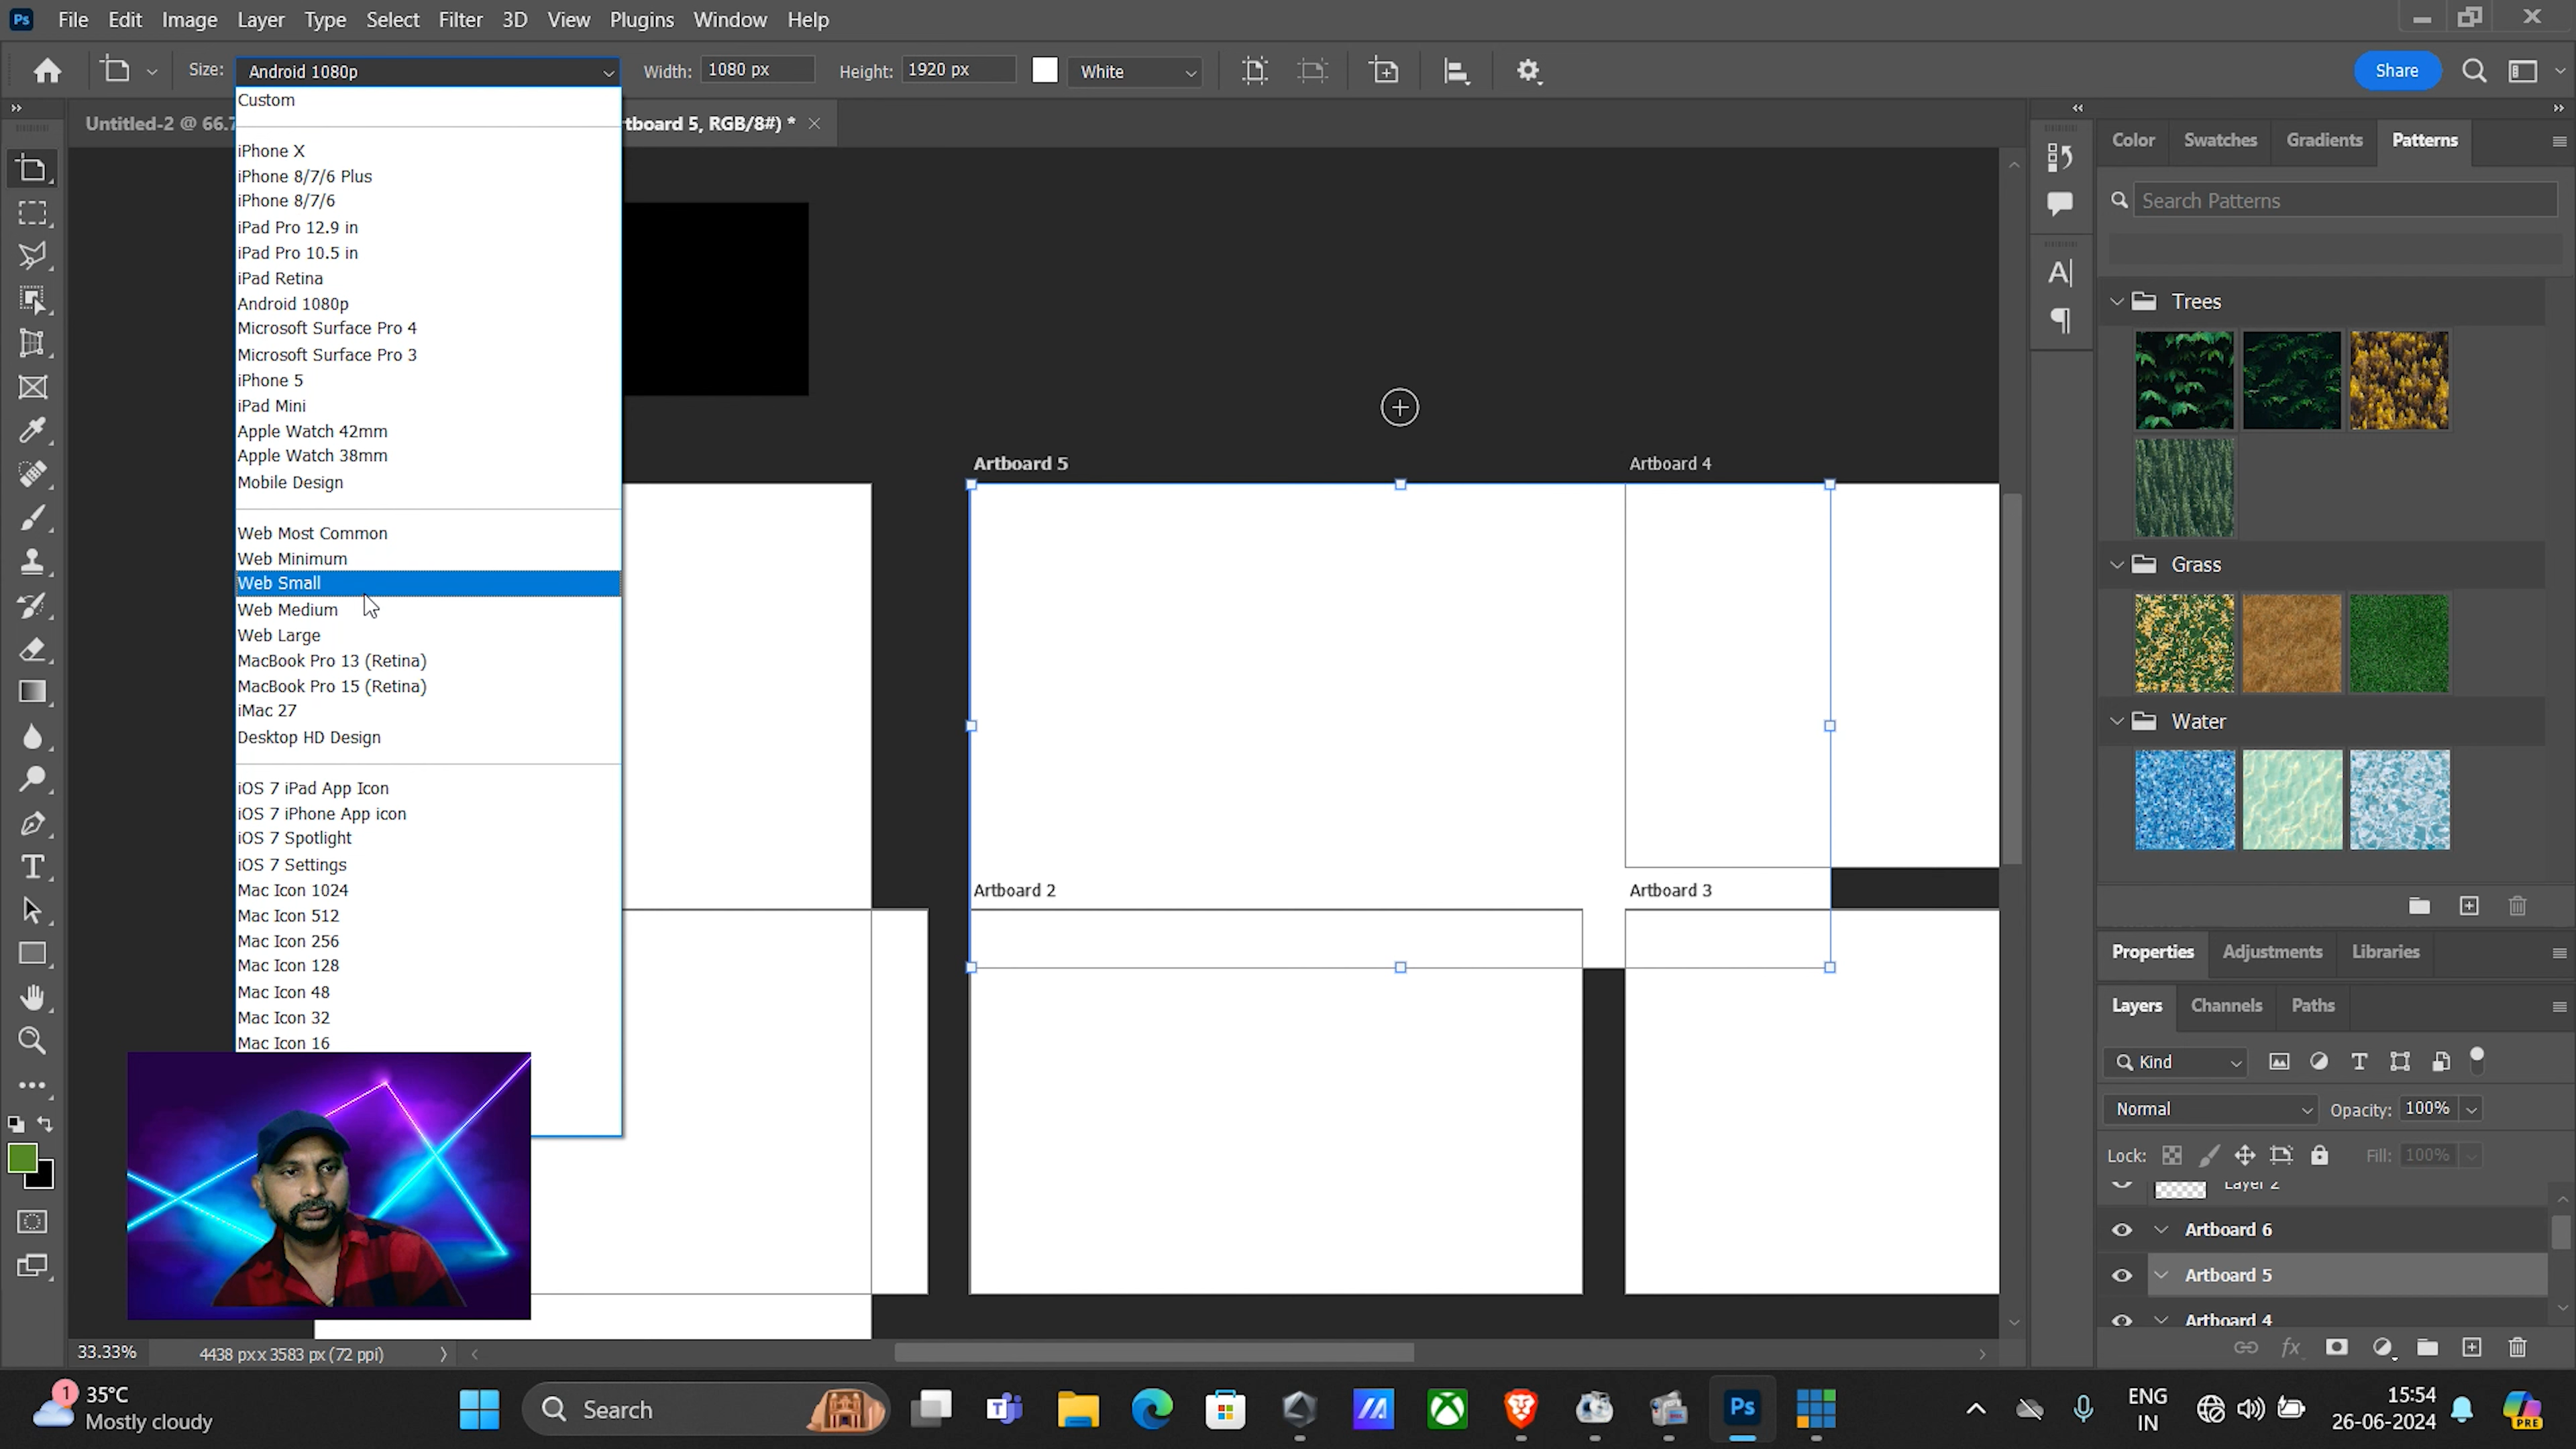 Ps File Edit Image Layer Type Select Filter 3D View Plugins Window Help
Size: Android 1080p Width: 1080 px Height: 1920 px White Share
Untitled-2 @ 66.7
tboard 5, RGB/8#) *
Custom
iPhone X
iPhone 8/7/6 Plus
iPhone 8/7/6
iPad Pro 12.9 in
iPad Pro 10.5 in
iPad Retina
Android 1080p
Microsoft Surface Pro 4
Microsoft Surface Pro 3
iPhone 5
iPad Mini
Apple Watch 42mm
Apple Watch 38mm
Mobile Design
Web Most Common
Web Minimum
Web Small
Web Medium
Web Large
MacBook Pro 13 (Retina)
MacBook Pro 15 (Retina)
iMac 27
Desktop HD Design
iOS 7 iPad App Icon
iOS 7 iPhone App icon
iOS 7 Spotlight
iOS 7 Settings
Mac Icon 1024
Mac Icon 512
Mac Icon 256
Mac Icon 128
Mac Icon 48
Mac Icon 32
Mac Icon 16
Artboard 5
Artboard 4
Artboard 2
Artboard 3
Color Swatches Gradients Patterns
Search Patterns
Trees
Grass
Water
Properties Adjustments Libraries
Layers Channels Paths
Kind
Normal Opacity: 100%
Lock: Fill: 100%
Layer 2
Artboard 6
Artboard 5
Artboard 4
33.33% 4438 px x 3583 px (72 ppi)
1 35°C
Mostly cloudy
Search
Ps
ENG
IN
15:54
26-06-2024
PRE